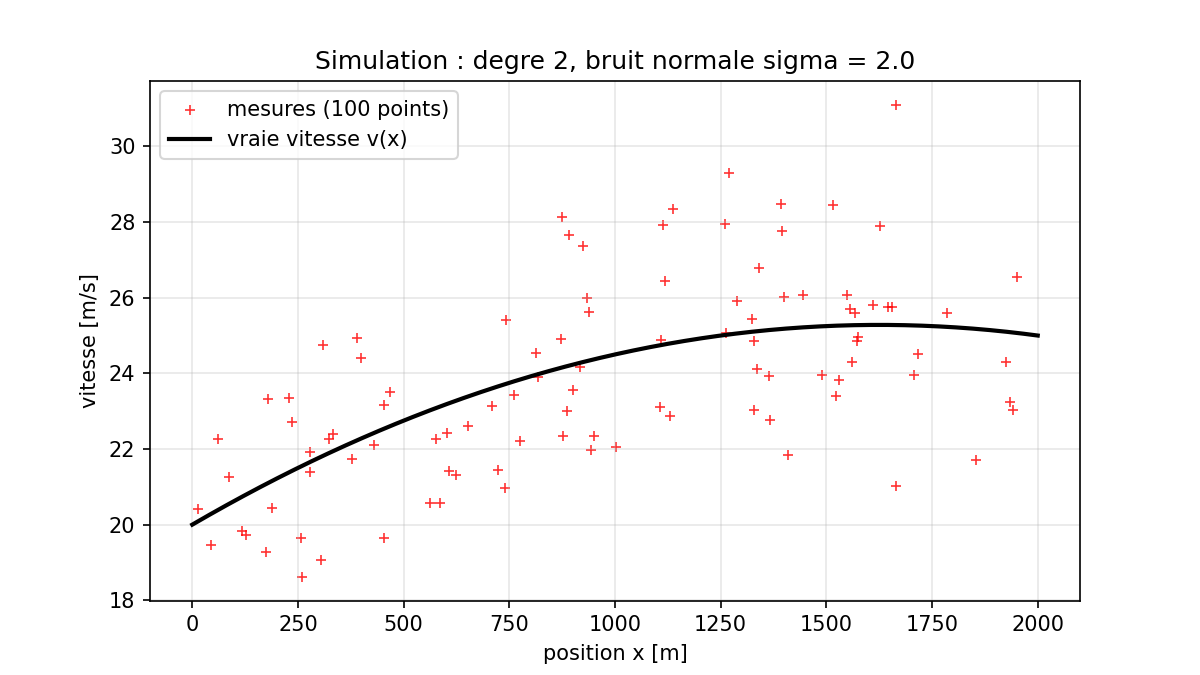 Simulation : degre 2, bruit normale sigma = 2.0
mesures (100 points)
vraie vitesse v(x)
vitesse [m/s]
30
28
26
24
22
20
18
0 250 500 750 1000 1250 1500 1750 2000
position x [m]